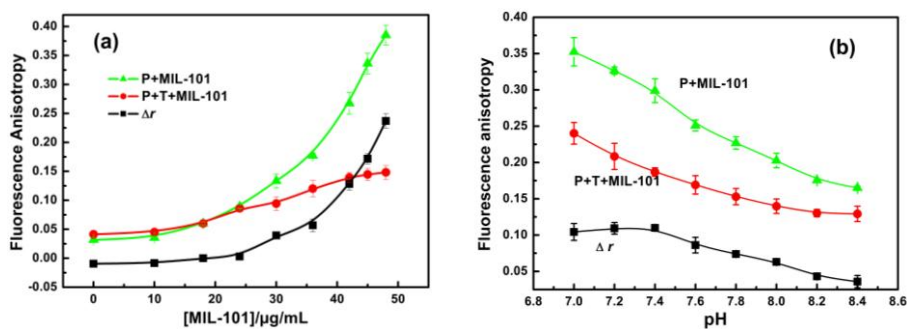 (a)
Fluorescence Anisotropy
0.40
0.35
0.30
0.25
0.20
0.15
0.10
0.05
0.00
-0.05
P+MIL-101
P+T+MIL-101
Δr
0 10 20 30 40 50
[MIL-101]/μg/mL
(b)
Fluorescence anisotropy
0.40
0.35
0.30
0.25
0.20
0.15
0.10
0.05
P+MIL-101
P+T+MIL-101
Δ r
6.8 7.0 7.2 7.4 7.6 7.8 8.0 8.2 8.4 8.6
pH